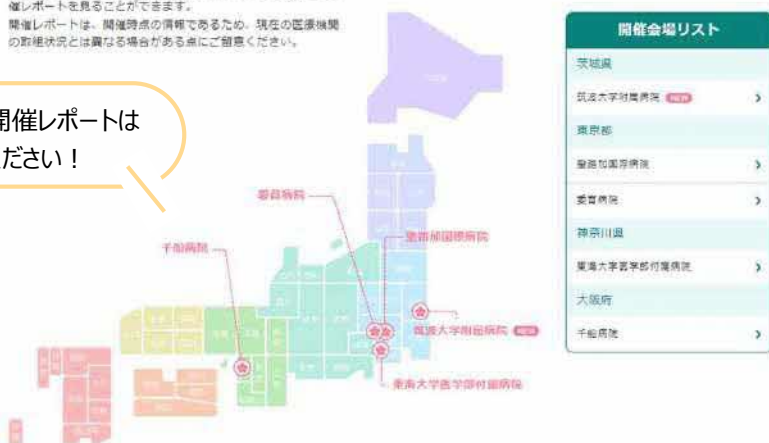 催レポートを見ることができます。
開催レポートは、開催時点の情報であるため、現在の医療機関
の取組状況とは異なる場合がある点にご留意ください。
開催レポートは
ださい！
愛育病院
聖路加国際病院
千船病院
筑波大学附属病院 NEW
東海大学医学部付属病院
開催会場リスト
茨城県
筑波大学附属病院 NEW
東京都
聖路加国際病院
愛育病院
神奈川県
東海大学医学部付属病院
大阪府
千船病院